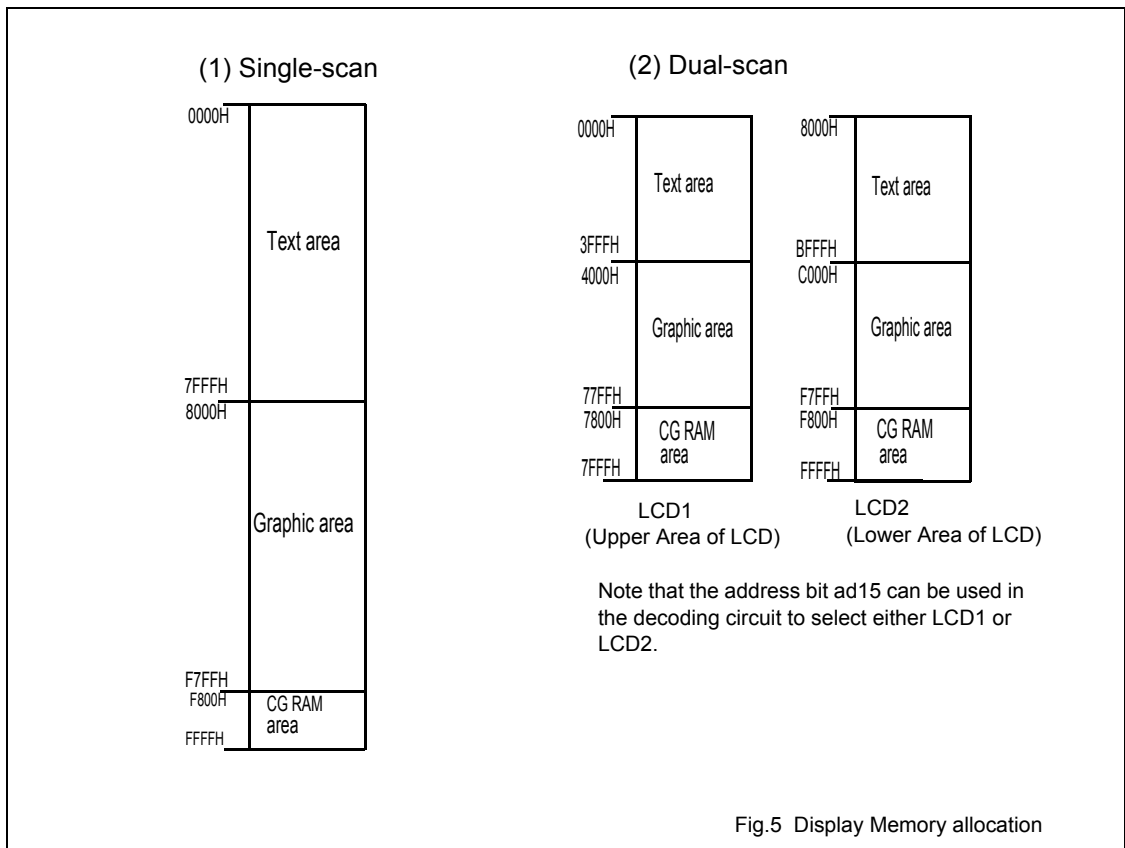 (1) Single-scan
0000H
Text area
7FFFH
8000H
Graphic area
F7FFH
F800H
CG RAM
area
FFFFH
(2) Dual-scan
0000H
Text area
3FFFH
4000H
Graphic area
77FFH
7800H
CG RAM
area
7FFFH
LCD1
(Upper Area of LCD)
8000H
Text area
BFFFH
C000H
Graphic area
F7FFH
F800H
CG RAM
area
FFFFH
LCD2
(Lower Area of LCD)
Note that the address bit ad15 can be used in
the decoding circuit to select either LCD1 or
LCD2.
Fig.5 Display Memory allocation